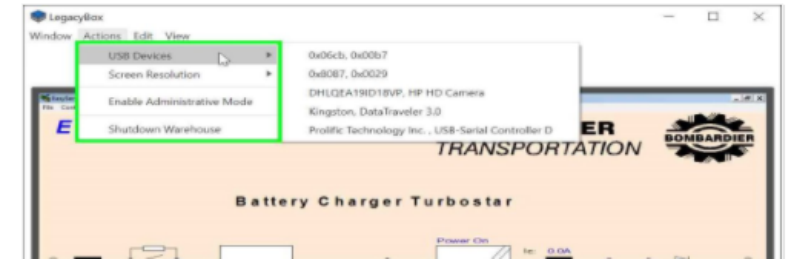 LegacyBox
Window Actions Edit View
USB Devices
Screen Resolution
Enable Administrative Mode
Shutdown Warehouse
0x06cb, 0x00b7
0x8087, 0x0029
DHLQEA19ID18VP, HP HD Camera
Kingston, DataTraveler 3.0
Prolific Technology Inc. , USB-Serial Controller D
File
E
ER
TRANSPORTATION
BOMBARDIER
Battery Charger Turbostar
Power On
Ie: 0.0A